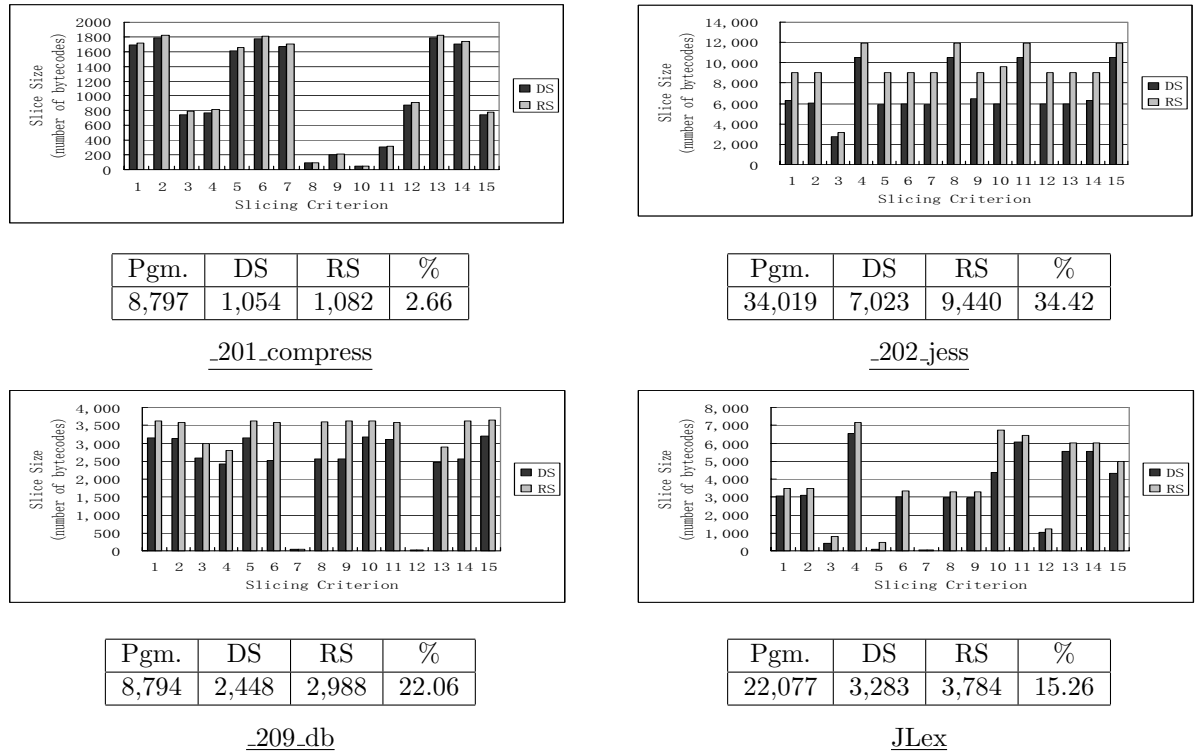 Slice Size
(number of bytecodes)
2000
1800
1600
1400
1200
1000
800
600
400
200
0
1 2 3 4 5 6 7 8 9 10 11 12 13 14 15
Slicing Criterion
DS
RS
Pgm. DS RS %
8,797 1,054 1,082 2.66
_201_compress
Slice Size
(number of bytecodes)
14,000
12,000
10,000
8,000
6,000
4,000
2,000
0
1 2 3 4 5 6 7 8 9 10 11 12 13 14 15
Slicing Criterion
DS
RS
Pgm. DS RS %
34,019 7,023 9,440 34.42
_202_jess
Slice Size
(number of bytecodes)
4,000
3,500
3,000
2,500
2,000
1,500
1,000
500
0
1 2 3 4 5 6 7 8 9 10 11 12 13 14 15
Slicing Criterion
DS
RS
Pgm. DS RS %
8,794 2,448 2,988 22.06
_209_db
Slice Size
(number of bytecodes)
8,000
7,000
6,000
5,000
4,000
3,000
2,000
1,000
0
1 2 3 4 5 6 7 8 9 10 11 12 13 14 15
Slicing Criterion
DS
RS
Pgm. DS RS %
22,077 3,283 3,784 15.26
JLex